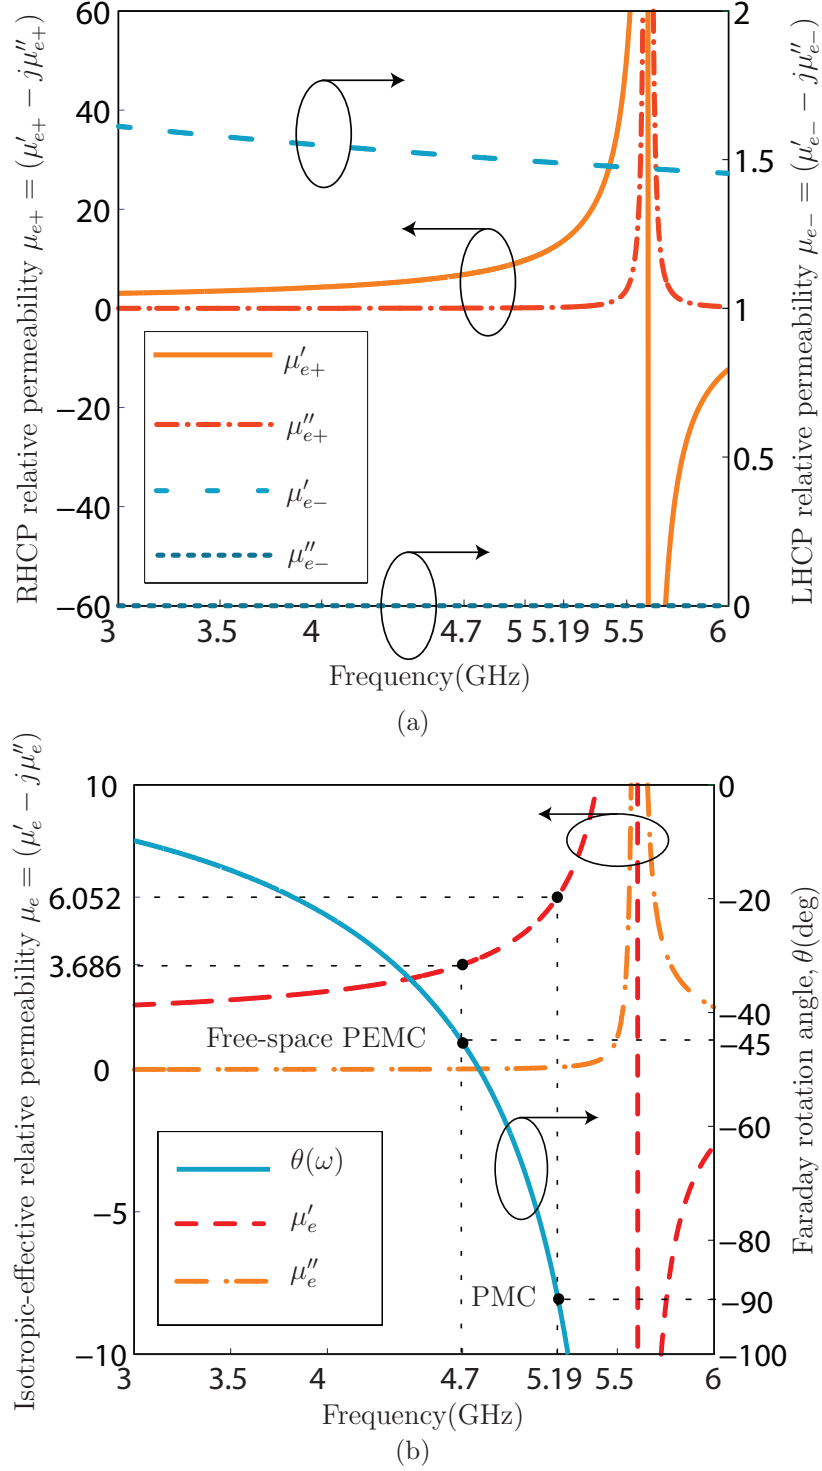 RHCP relative permeability μₑ₊ = (μ′ₑ₊ − jμ″ₑ₊)
60
40
20
0
−20
−40
−60
2
1.5
1
0.5
0
LHCP relative permeability μₑ₋ = (μ′ₑ₋ − jμ″ₑ₋)
μ′ₑ₊
μ″ₑ₊
μ′ₑ₋
μ″ₑ₋
3 3.5 4 4.7 5 5.19 5.5 6
Frequency(GHz)
(a)
Isotropic-effective relative permeability μₑ = (μ′ₑ − jμ″ₑ)
10
6.052
3.686
0
−5
−10
0
−20
−40
−45
−60
−80
−90
−100
Faraday rotation angle, θ(deg)
Free-space PEMC
PMC
θ(ω)
μ′ₑ
μ″ₑ
3 3.5 4 4.7 5.19 5.5 6
Frequency(GHz)
(b)